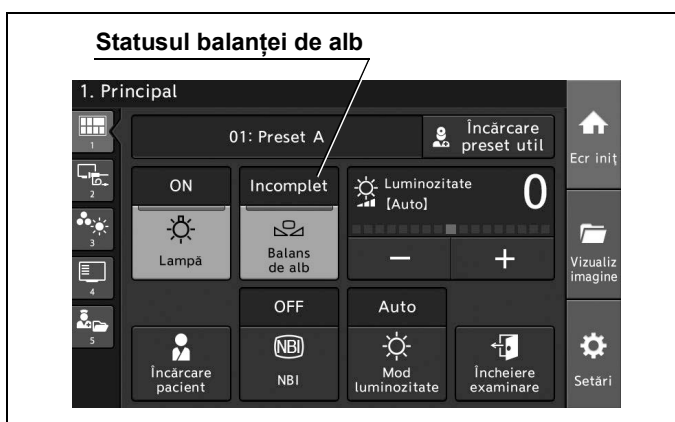 Statusul balanței de alb
1. Principal
1
01: Preset A
Încărcare
preset util
Ecr iniț
2
ON
Incomplet
Luminozitate
[Auto]
0
3
Lampă
Balans
de alb
−
+
Vizualiz
imagine
4
OFF
Auto
5
Încărcare
pacient
NBI
NBI
Mod
luminozitate
Încheiere
examinare
Setări